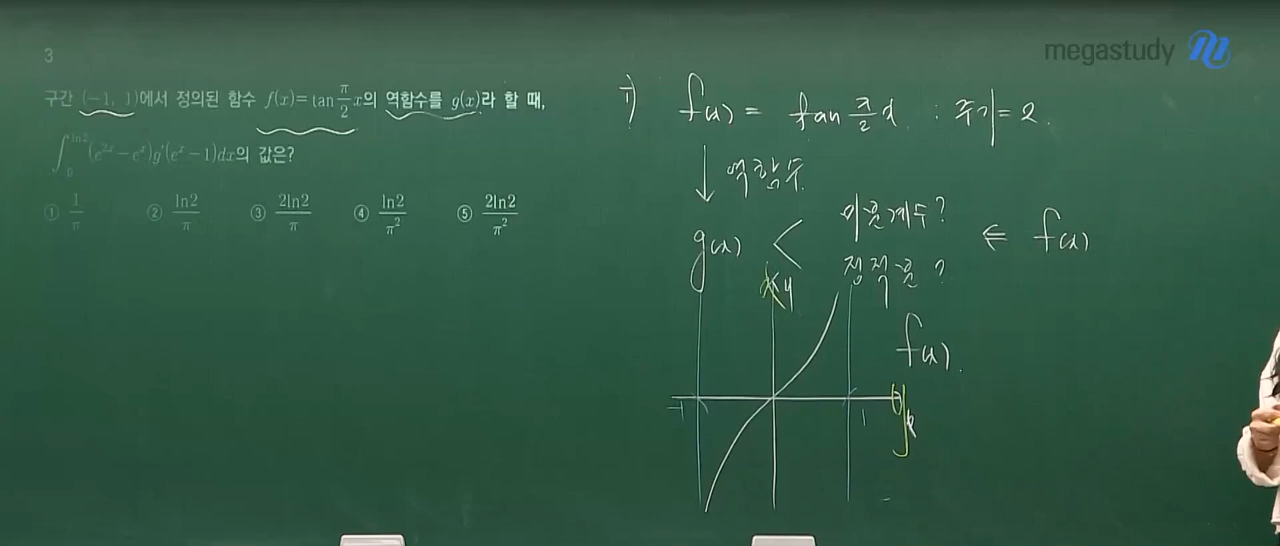 megastudy
3
구간 (-1, 1)에서 정의된 함수 f(x)=tan π/2 x의 역함수를 g(x)라 할 때,
∫₀^{ln2} (e^{2x}-e^x)g'(e^x-1)dx의 값은?
① 1/π ② ln2/π ③ 2ln2/π ④ ln2/π² ⑤ 2ln2/π²
i) f(x) = tan π/2 x : 주기 = 2.
↓ 역함수
g(x) < 미분계수? ⇐ f(x)
정적분?
y
f(x).
-1 1 y